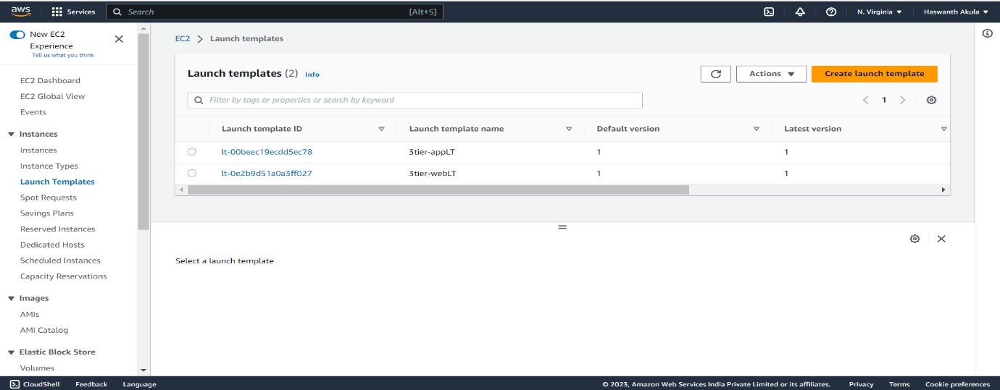 aws Services Search [Alt+S] N. Virginia Haswanth Akula
New EC2
Experience
Tell us what you think
EC2 Dashboard
EC2 Global View
Events
Instances
Instances
Instance Types
Launch Templates
Spot Requests
Savings Plans
Reserved Instances
Dedicated Hosts
Scheduled Instances
Capacity Reservations
Images
AMIs
AMI Catalog
Elastic Block Store
Volumes
EC2 Launch templates
Launch templates (2) Info Actions Create launch template
Filter by tags or properties or search by keyword 1
Launch template ID Launch template name Default version Latest version
lt-00beec19ecdd5ec78 3tier-appLT 1 1
lt-0e2b9d51a0a3ff027 3tier-webLT 1 1
Select a launch template
CloudShell Feedback Language © 2023, Amazon Web Services India Private Limited or its affiliates. Privacy Terms Cookie preferences